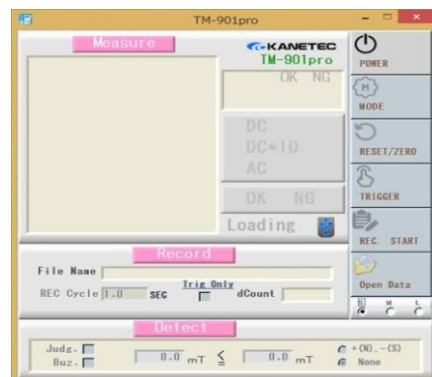 TM-901pro
Measure
KANETEC
TM-901pro
OK NG
DC
DC*10
AC
OK NG
Loading
POWER
M
MODE
RESET/ZERO
TRIGGER
REC. START
Open Data
S M L
Record
File Name
REC Cycle 1.0 SEC Trig Only dCount
Detect
Judg.
Buz.
0.0 mT ≦ 0.0 mT
+(N),-(S)
None